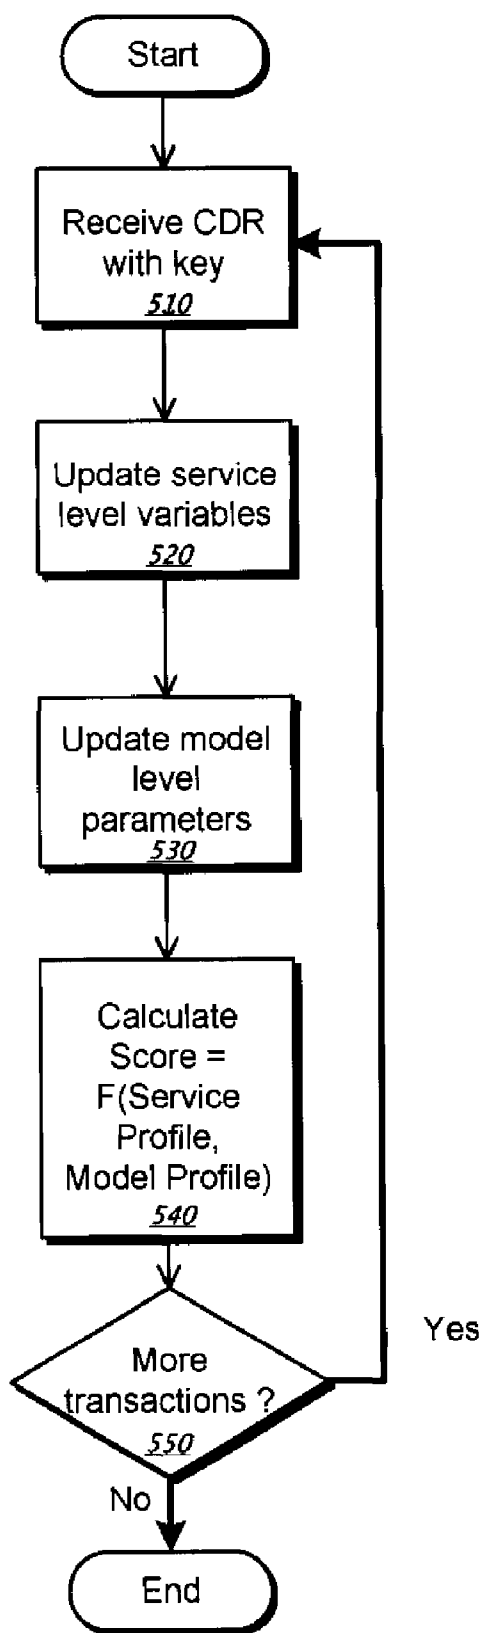 Start
Receive CDR
with key
510
Update service
level variables
520
Update model
level
parameters
530
Calculate
Score =
F(Service
Profile,
Model Profile)
540
More
transactions ?
550
Yes
No
End